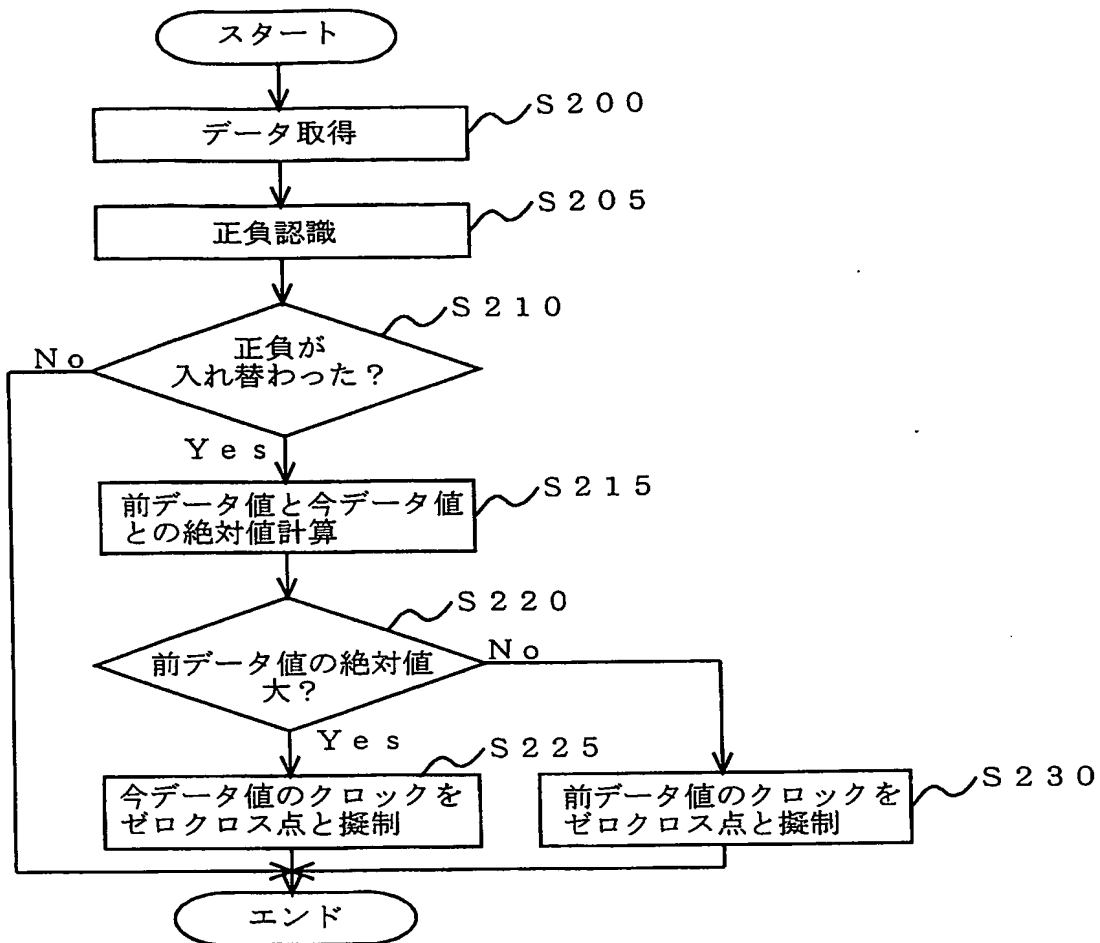 スタート
S200
データ取得
S205
正負認識
S210
正負が
入れ替わった?
No
Yes
S215
前データ値と今データ値
との絶対値計算
S220
前データ値の絶対値
大?
No
Yes
S225
今データ値のクロックを
ゼロクロス点と擬制
S230
前データ値のクロックを
ゼロクロス点と擬制
エンド